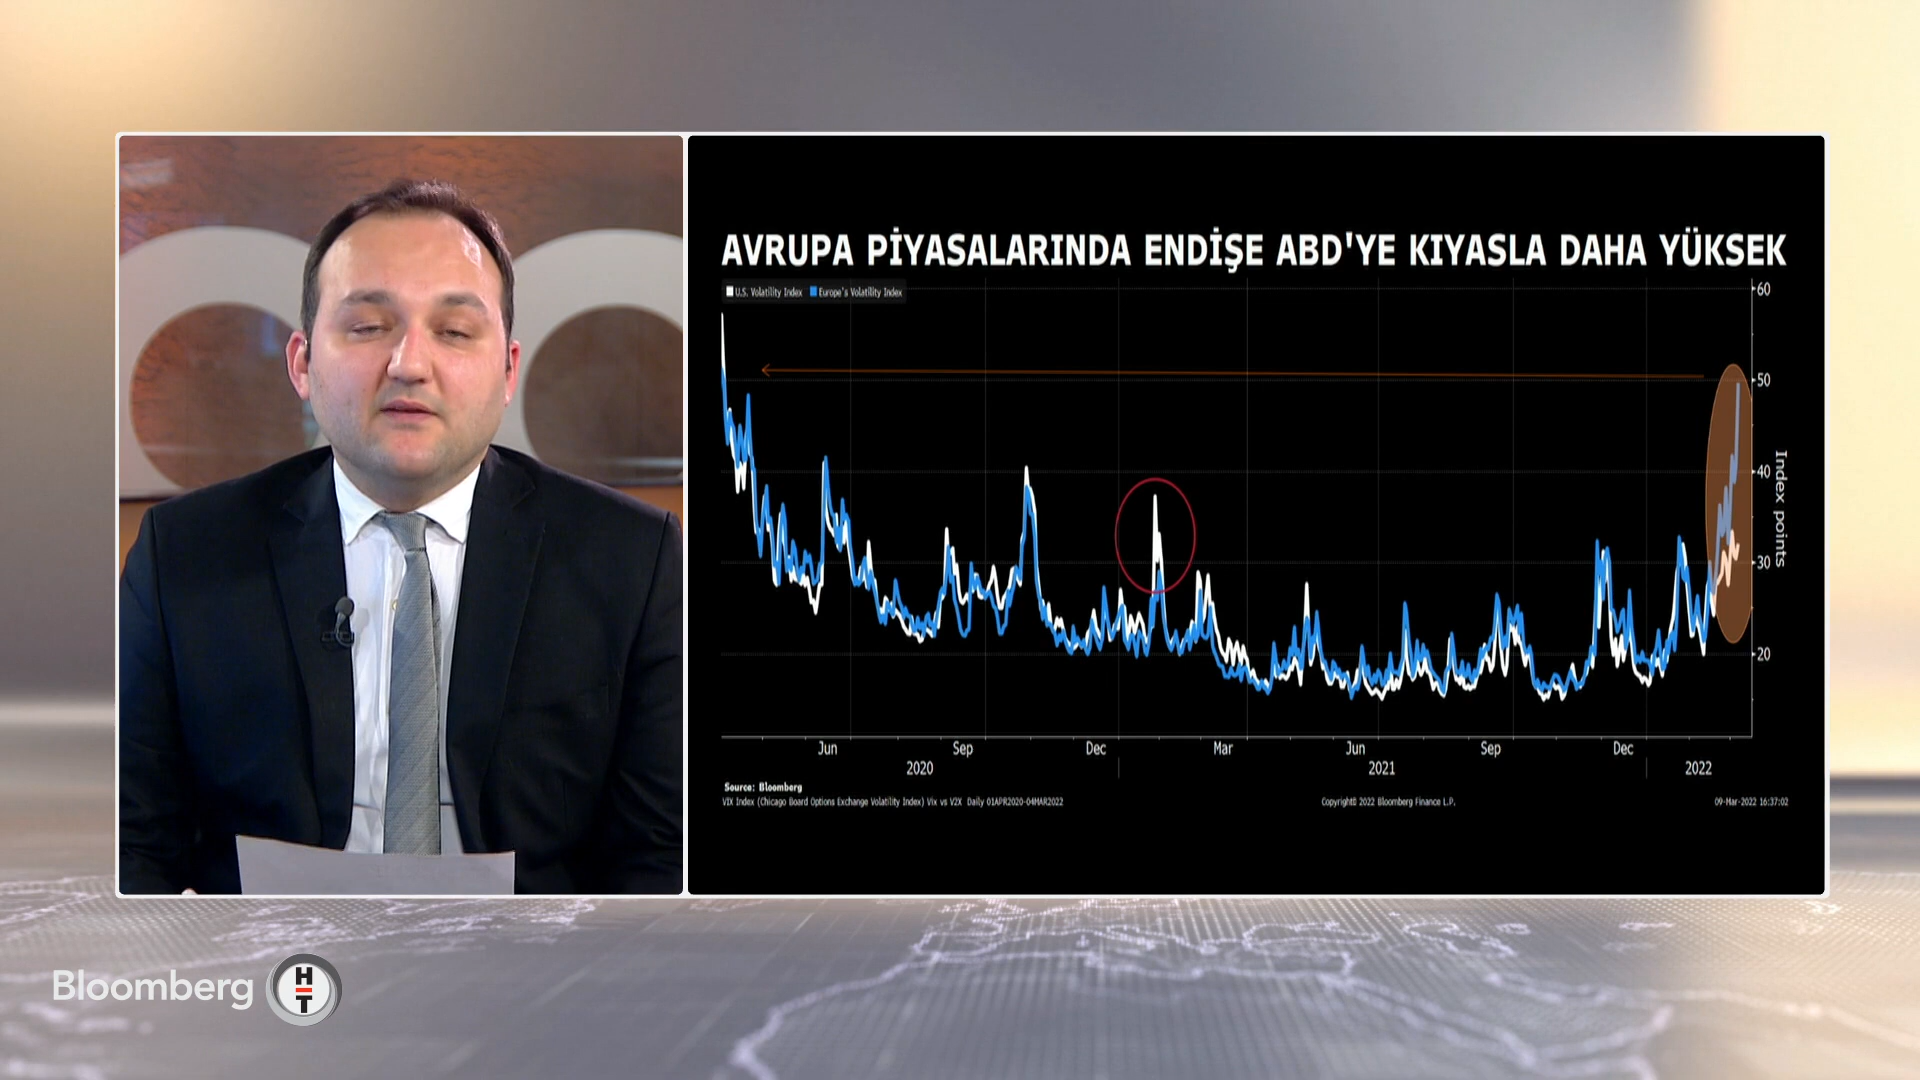 AVRUPA PİYASALARINDA ENDİŞE ABD'YE KIYASLA DAHA YÜKSEK
U.S. Volatility Index Europe's Volatility Index
60
50
40
30
20
Index points
Jun Sep Dec Mar Jun Sep Dec
2020 2021 2022
Source: Bloomberg
VIX Index (Chicago Board Options Exchange Volatility Index) Vix vs V2X Daily 01APR2020-04MAR2022 Copyright© 2022 Bloomberg Finance L.P. 09-Mar-2022 16:37:02
Bloomberg HT